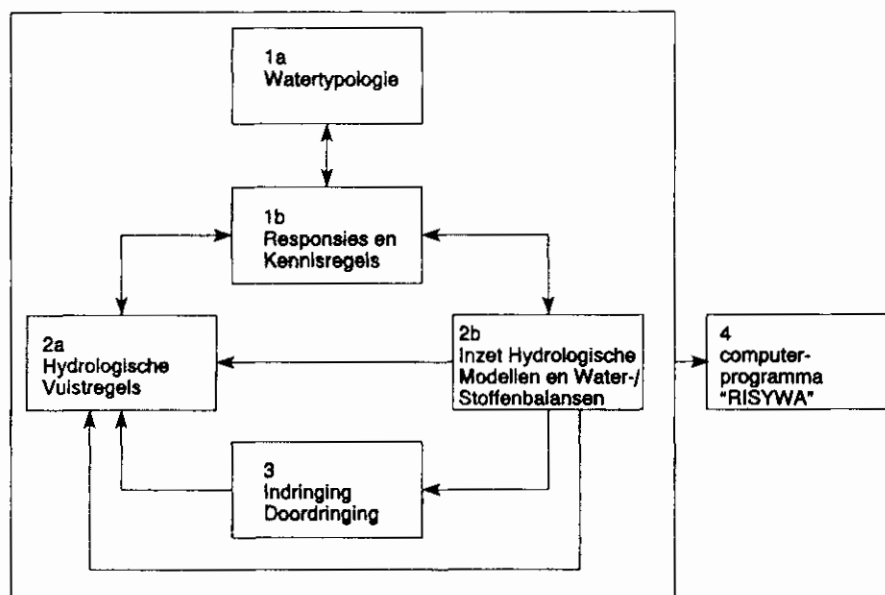 1a
Watertypologie
1b
Responsies en
Kennisregels
2a
Hydrologische
Vuistregels
2b
Inzet Hydrologische
Modellen en Water-/
Stoffenbalansen
3
Indringing
Doordringing
4
computer-
programma
"RISYWA"